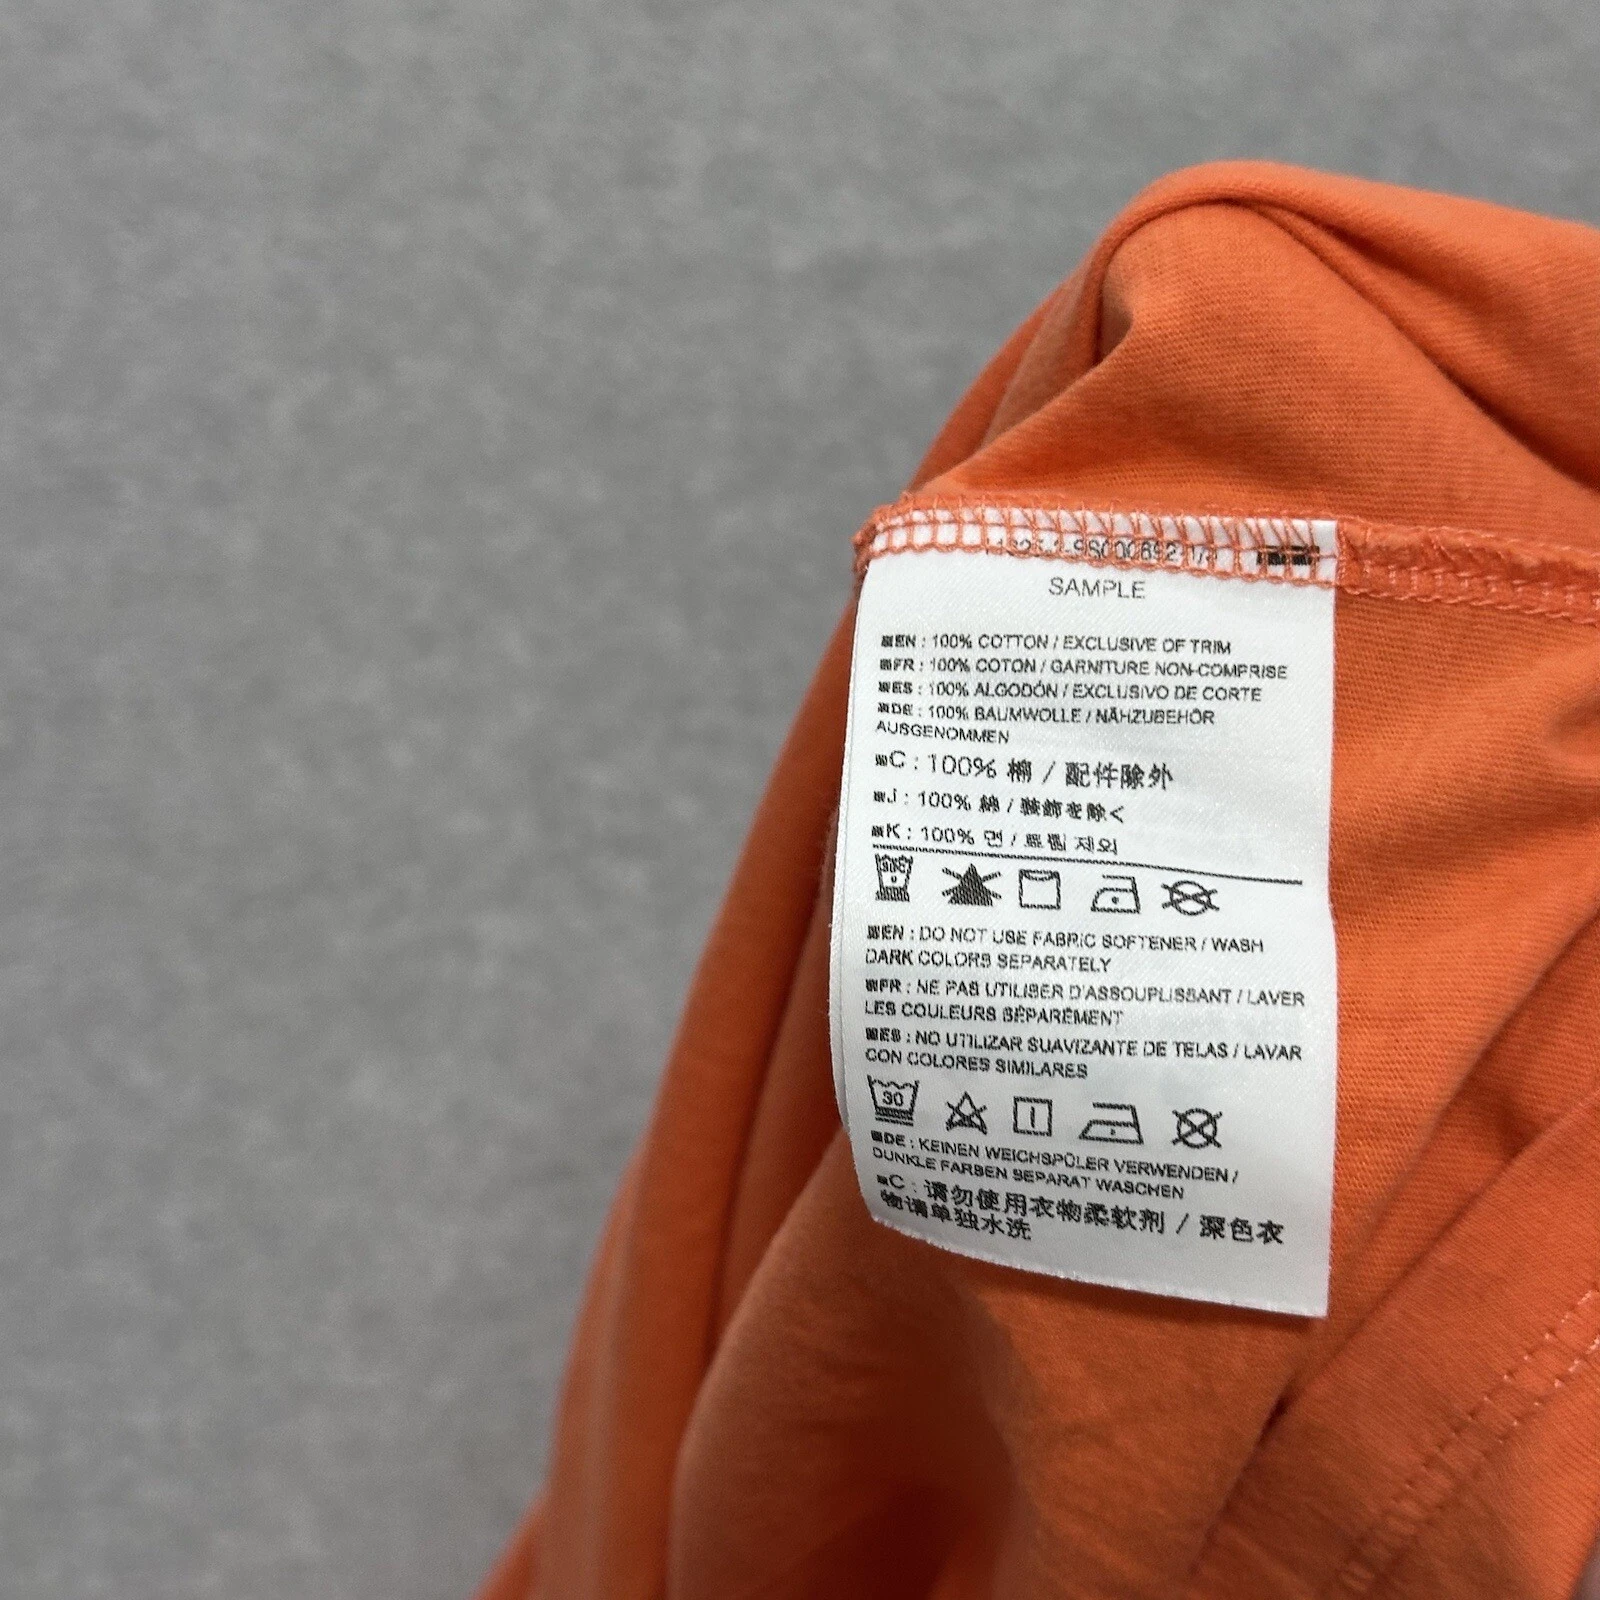 SAMPLE
EN : 100% COTTON / EXCLUSIVE OF TRIM
FR : 100% COTON / GARNITURE NON-COMPRISE
ES : 100% ALGODÓN / EXCLUSIVO DE CORTE
DE : 100% BAUMWOLLE / NÄHZUBEHÖR
AUSGENOMMEN
C : 100% 棉 / 配件除外
J : 100% 綿 / 装飾を除く
K : 100% 면 / 트림 제외
30
EN : DO NOT USE FABRIC SOFTENER / WASH
DARK COLORS SEPARATELY
FR : NE PAS UTILISER D'ASSOUPLISSANT / LAVER
LES COULEURS SÉPARÉMENT
ES : NO UTILIZAR SUAVIZANTE DE TELAS / LAVAR
CON COLORES SIMILARES
30
DE : KEINEN WEICHSPÜLER VERWENDEN /
DUNKLE FARBEN SEPARAT WASCHEN
C : 请勿使用衣物柔软剂 / 深色衣
物请单独水洗